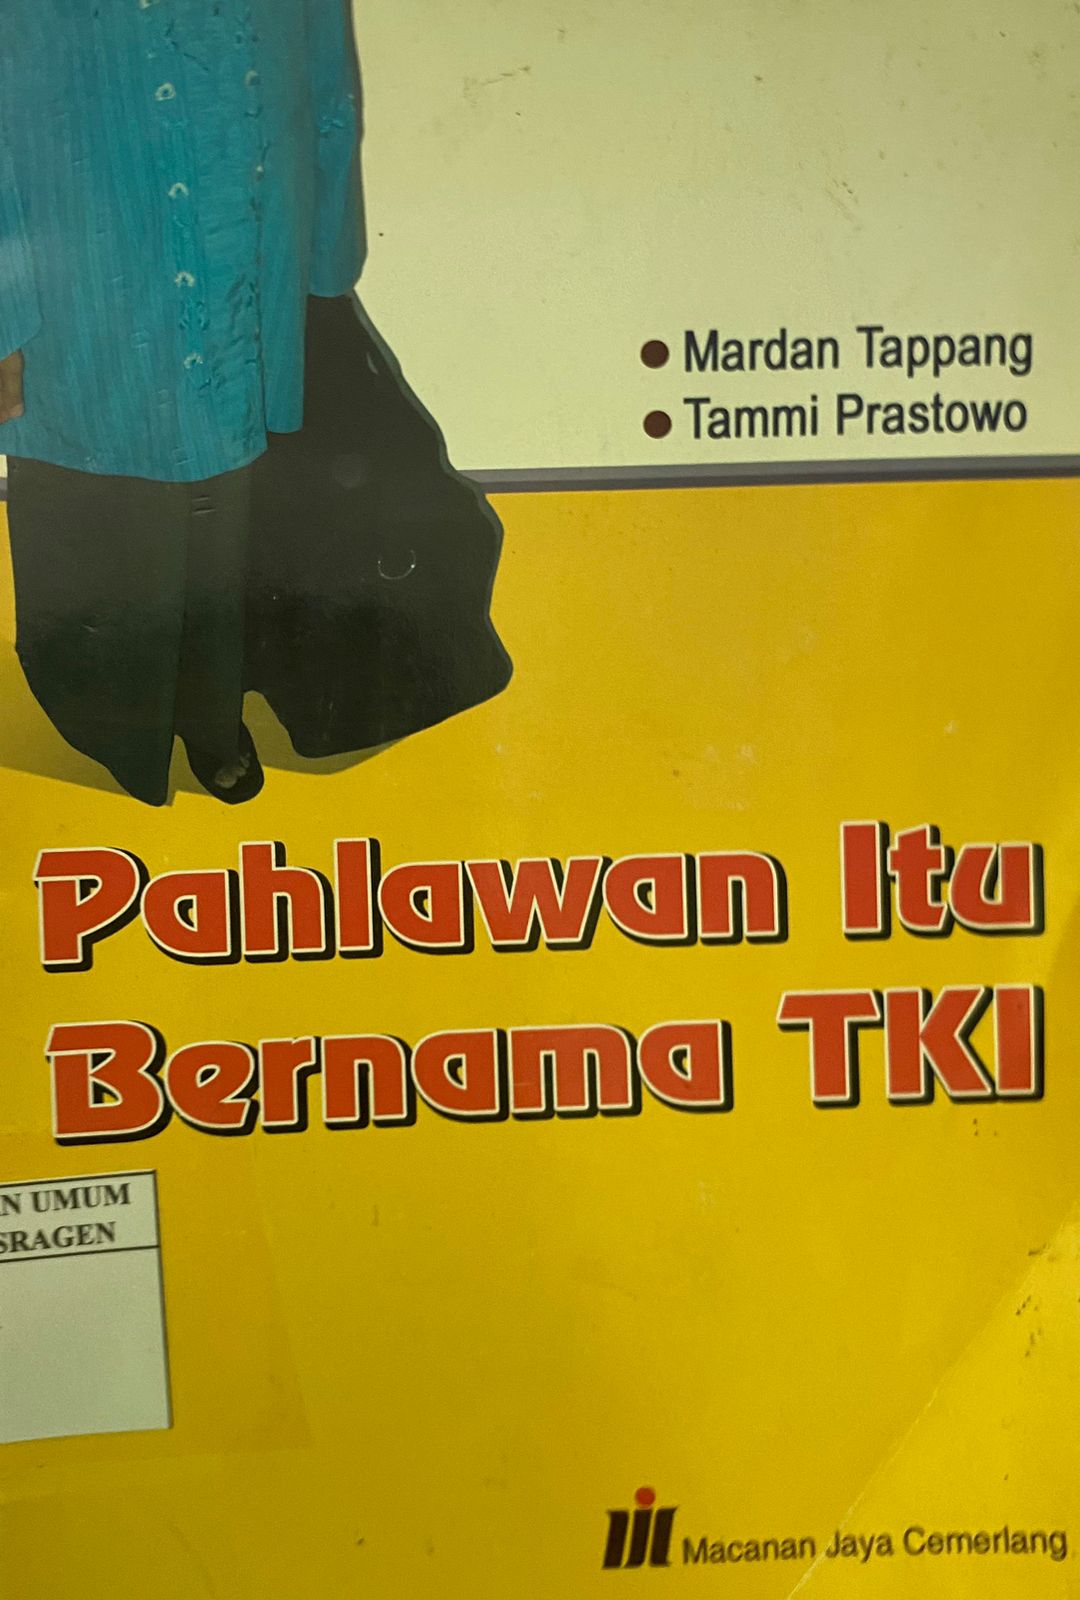 Mardan Tappang
Tammi Prastowo
Pahlawan Itu
Bernama TKI
N UMUM
SRAGEN
Macanan Jaya Cemerlang